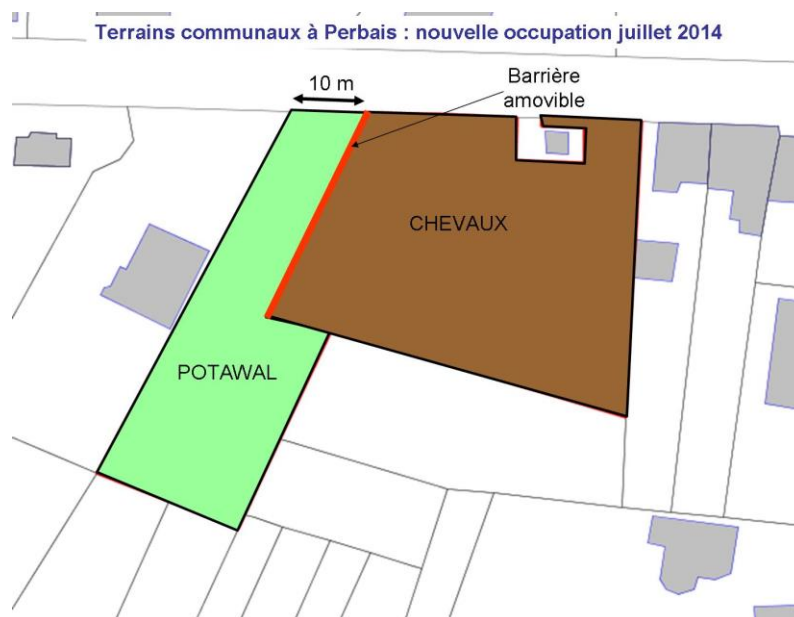 Terrains communaux à Perbais : nouvelle occupation juillet 2014
10 m
Barrière
amovible
CHEVAUX
POTAWAL